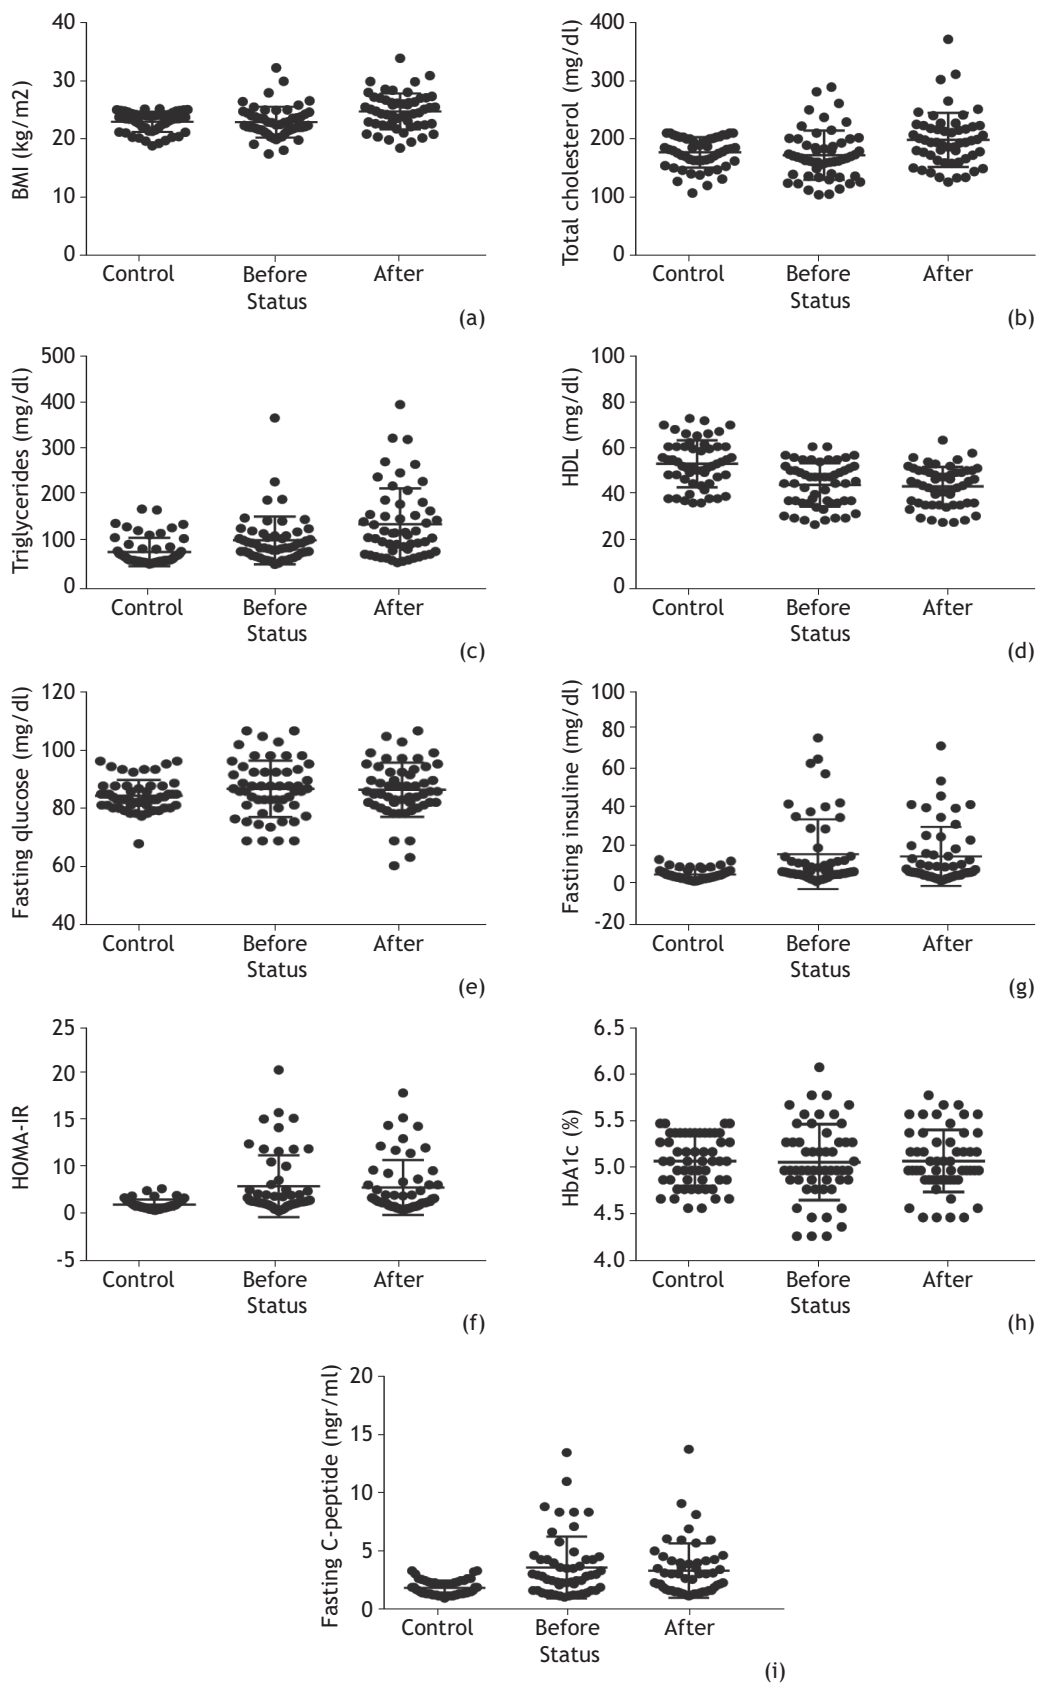 BMI (kg/m2)
40
30
20
10
0
Control
Before
After
Status
(a)
Total cholesterol (mg/dl)
400
300
200
100
0
Control
Before
After
Status
(b)
Triglycerides (mg/dl)
500
400
300
200
100
0
Control
Before
After
Status
(c)
HDL (mg/dl)
100
80
60
40
20
0
Control
Before
After
Status
(d)
Fasting qlucose (mg/dl)
120
100
80
60
40
Control
Before
After
Status
(e)
Fasting insuline (mg/dl)
100
80
60
40
20
0
-20
Control
Before
After
Status
(g)
HOMA-IR
25
20
15
10
0
-5
Control
Before
After
Status
(f)
HbA1c (%)
6.5
6.0
5.5
5.0
4.5
4.0
Control
Before
After
Status
(h)
Fasting C-peptide (ngr/ml)
20
15
10
5
0
Control
Before
After
Status
(i)